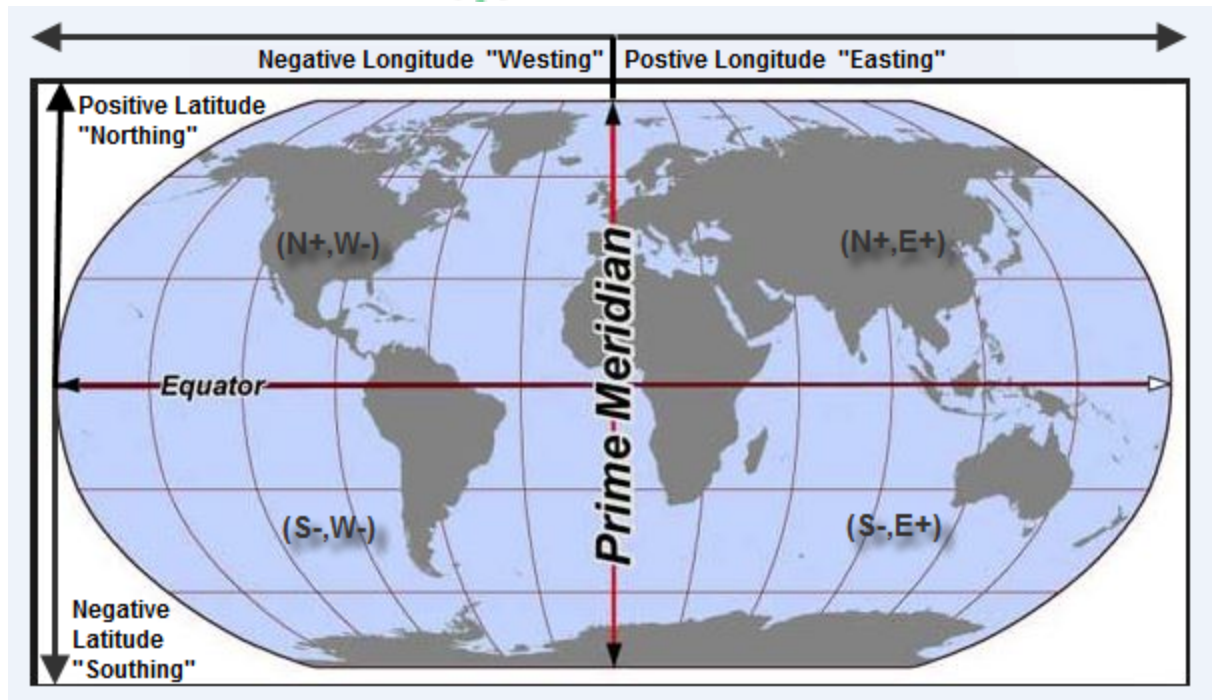 Negative Longitude "Westing"
Postive Longitude "Easting"
Positive Latitude
"Northing"
(N+,W-)
(N+,E+)
Prime Meridian
Equator
(S-,W-)
(S-,E+)
Negative
Latitude
"Southing"